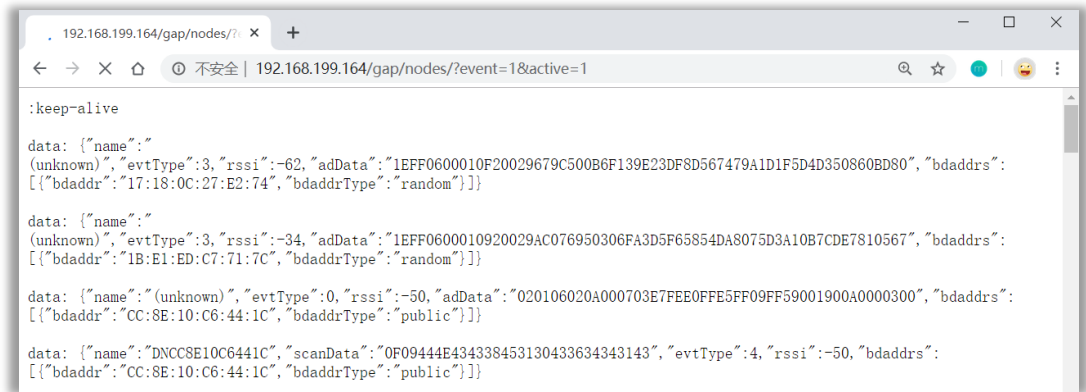 192.168.199.164/gap/nodes/?e
不安全 | 192.168.199.164/gap/nodes/?event=1&active=1
:keep-alive
data: {"name":"
(unknown)","evtType":3,"rssi":-62,"adData":"1EFF0600010F20029679C500B6F139E23DF8D567479A1D1F5D4D350860BD80","bdaddrs":
[{"bdaddr":"17:18:0C:27:E2:74","bdaddrType":"random"}]}
data: {"name":"
(unknown)","evtType":3,"rssi":-34,"adData":"1EFF0600010920029AC076950306FA3D5F65854DA8075D3A10B7CDE7810567","bdaddrs":
[{"bdaddr":"1B:E1:ED:C7:71:7C","bdaddrType":"random"}]}
data: {"name":"(unknown)","evtType":0,"rssi":-50,"adData":"020106020A000703E7FEE0FFE5FF09FF59001900A0000300","bdaddrs":
[{"bdaddr":"CC:8E:10:C6:44:1C","bdaddrType":"public"}]}
data: {"name":"DNCC8E10C6441C","scanData":"0F09444E434338453130433634343143","evtType":4,"rssi":-50,"bdaddrs":
[{"bdaddr":"CC:8E:10:C6:44:1C","bdaddrType":"public"}]}